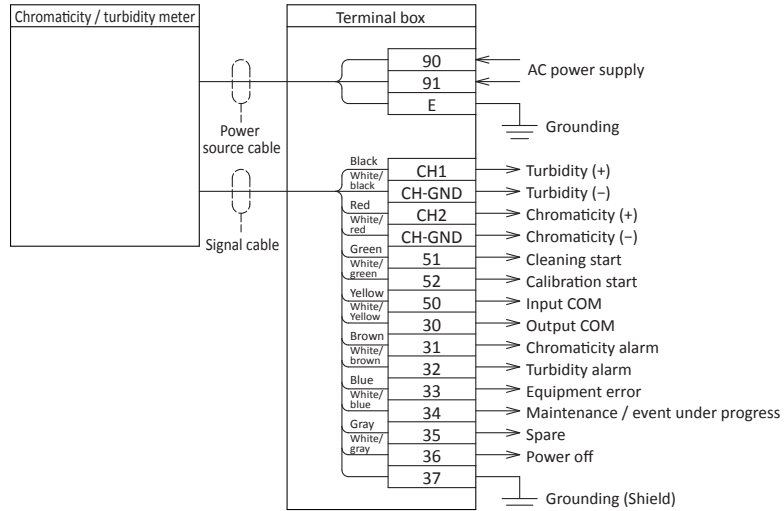 Chromaticity / turbidity meter
Terminal box
90
91
E
AC power supply
Grounding
Power
source cable
Signal cable
Black
White/
black
Red
White/
red
Green
White/
green
Yellow
White/
Yellow
Brown
White/
brown
Blue
White/
blue
Gray
White/
gray
CH1
CH-GND
CH2
CH-GND
51
52
50
30
31
32
33
34
35
36
37
Turbidity (+)
Turbidity (−)
Chromaticity (+)
Chromaticity (−)
Cleaning start
Calibration start
Input COM
Output COM
Chromaticity alarm
Turbidity alarm
Equipment error
Maintenance / event under progress
Spare
Power off
Grounding (Shield)